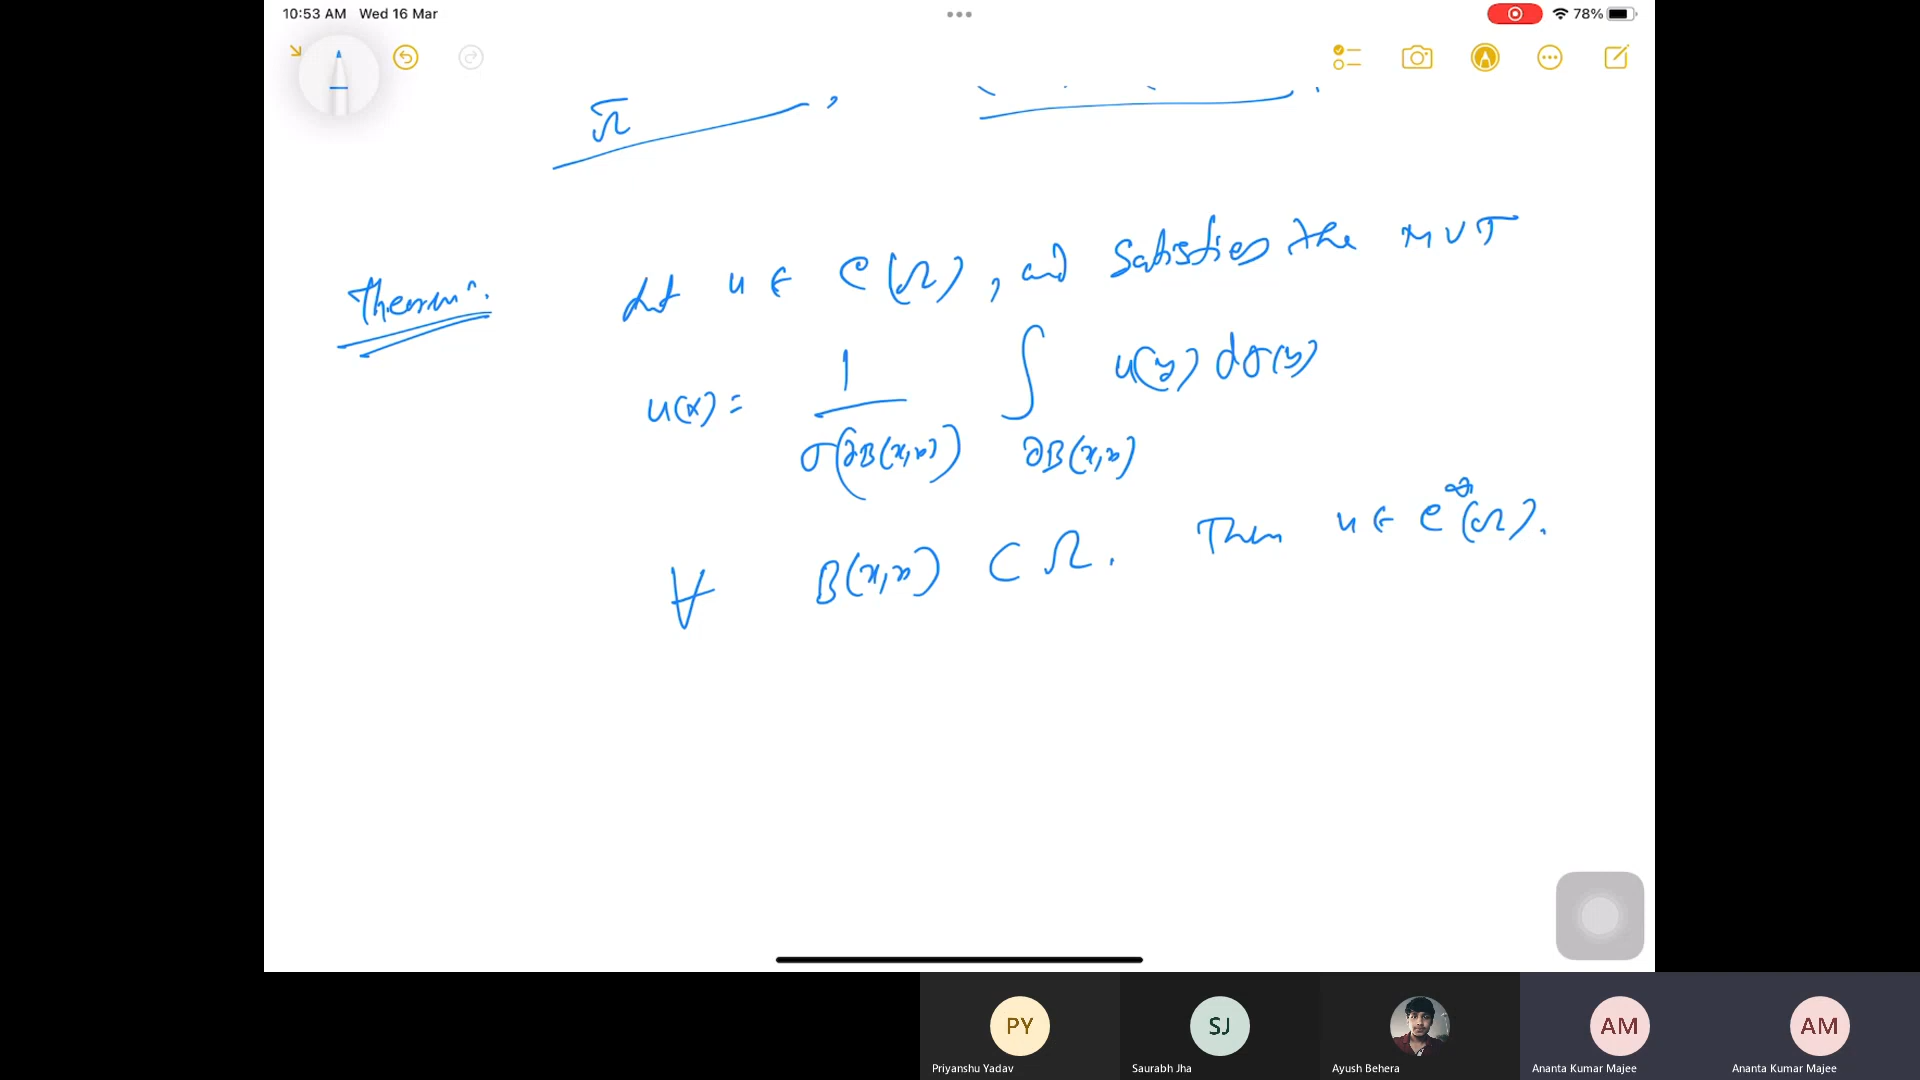 10:53 AM Wed 16 Mar
78%
Ω̅ ,
Theorem: Let u ∈ C(Ω), and satisfies the MVT
u(x) = 1 / σ(∂B(x,r)) ∫ ∂B(x,r) u(y) dσ(y)
∀ B(x,r) ⊂ Ω. Then u ∈ C^∞(Ω).
PY SJ AM AM
Priyanshu Yadav Saurabh Jha Ayush Behera Ananta Kumar Majee Ananta Kumar Majee